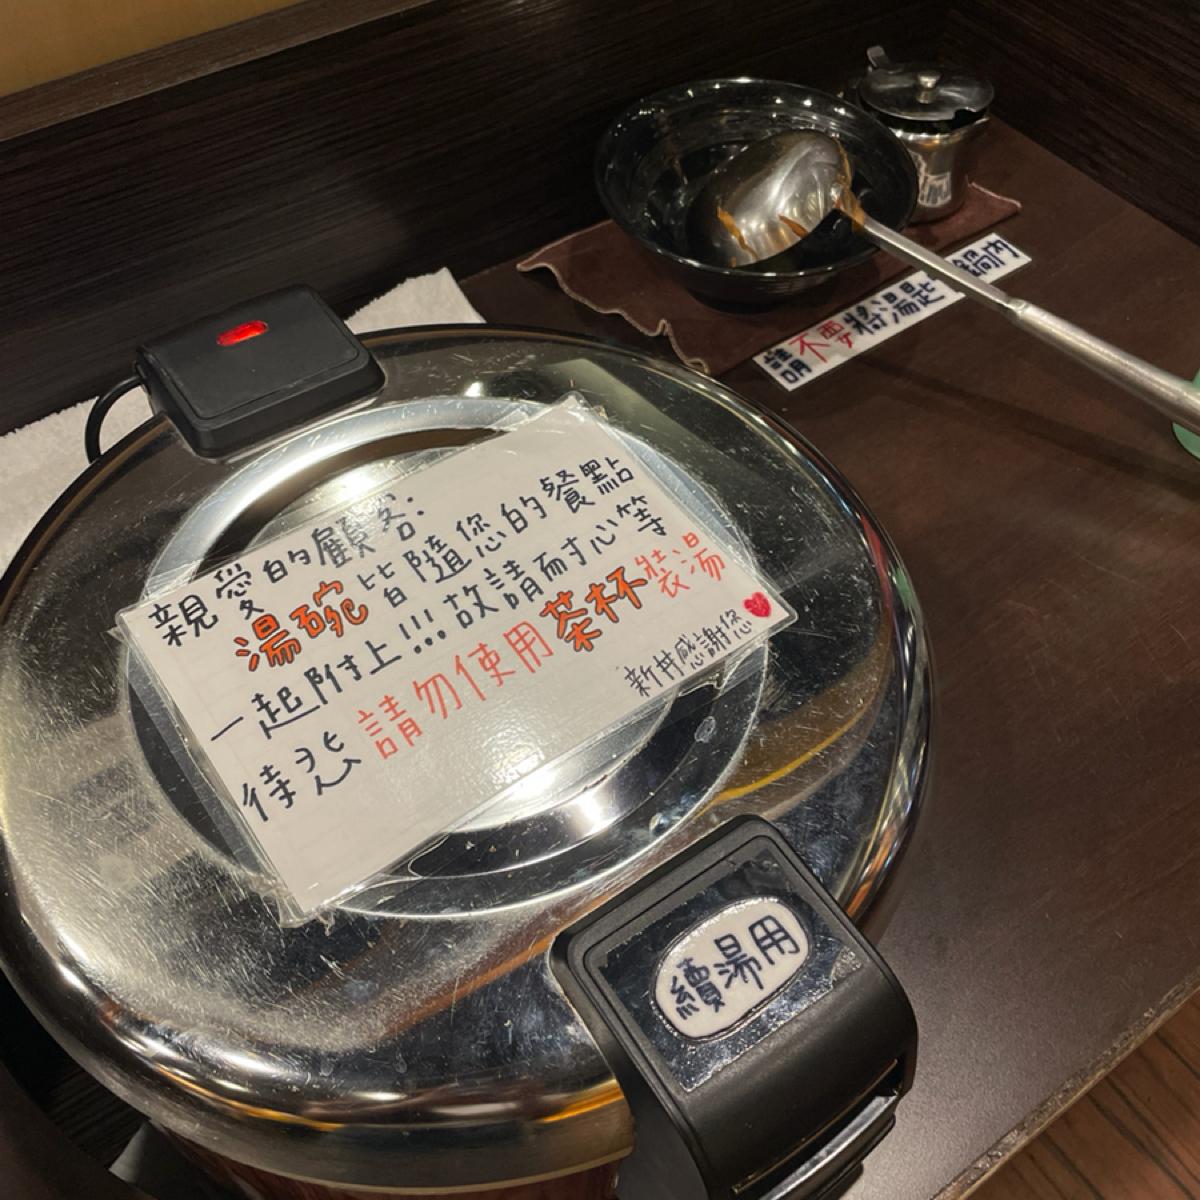 親愛的顧客:
湯碗皆隨您的餐點
一起附上!!!故請耐心等
待悲請勿使用茶杯裝湯
新丼感謝您
請不要將湯匙 鍋內
續湯用